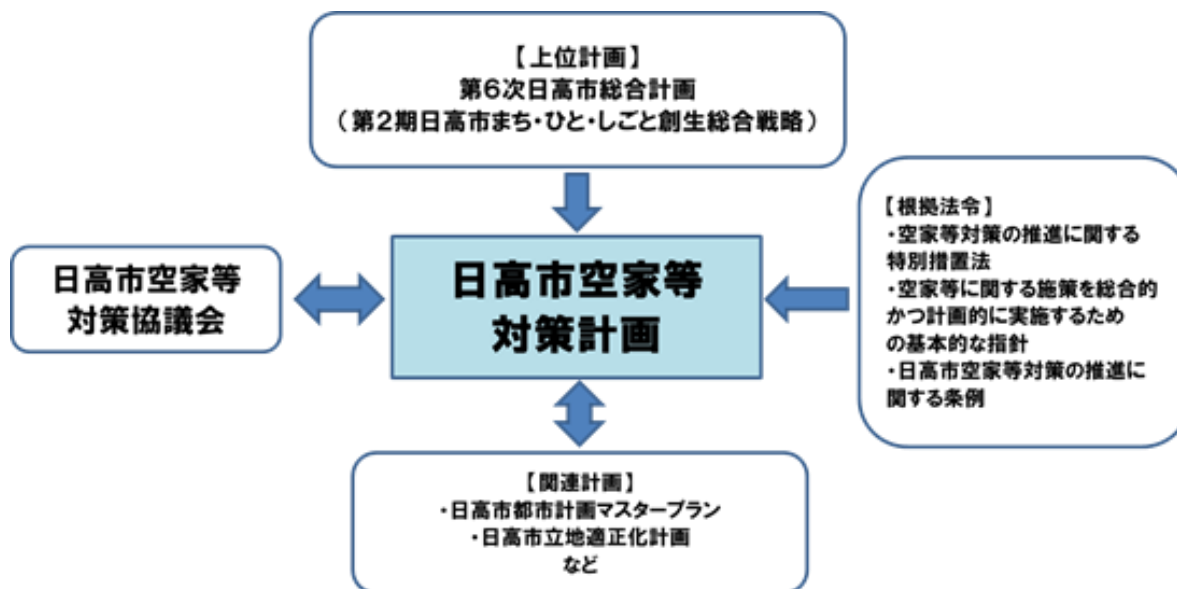 【上位計画】
第6次日高市総合計画
（第2期日高市まち・ひと・しごと創生総合戦略）
日高市空家等
対策協議会
日高市空家等
対策計画
【根拠法令】
・空家等対策の推進に関する
特別措置法
・空家等に関する施策を総合的
かつ計画的に実施するため
の基本的な指針
・日高市空家等対策の推進に
関する条例
【関連計画】
・日高市都市計画マスタープラン
・日高市立地適正化計画
など